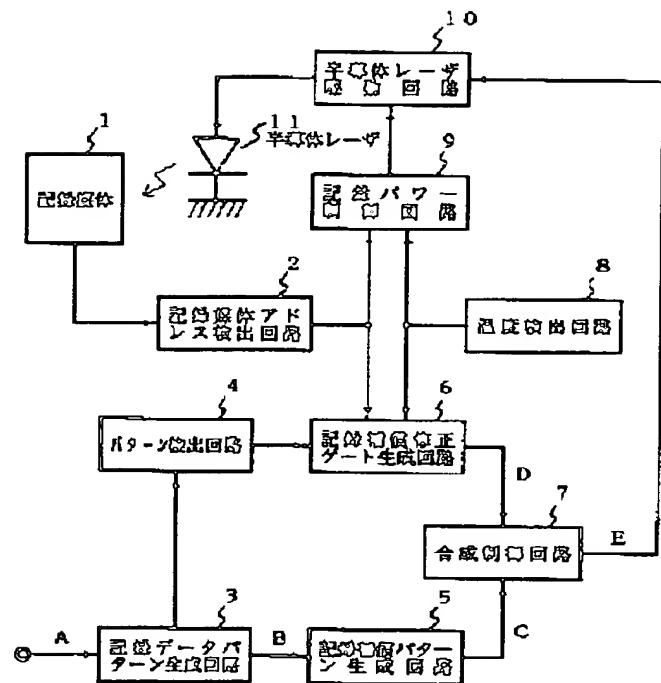 10
半導体レーザ
回路
11
半導体レーザ
1
記録媒体
9
記録パワー
回路
2
記録媒体アド
レス検出回路
8
温度検出回路
4
パターン検出回路
6
記録補償修正
ゲート生成回路
D
7
合成制御回路
E
3
A
記録データパ
ターン生成回路
B
5
記録補償パター
ン生成回路
C